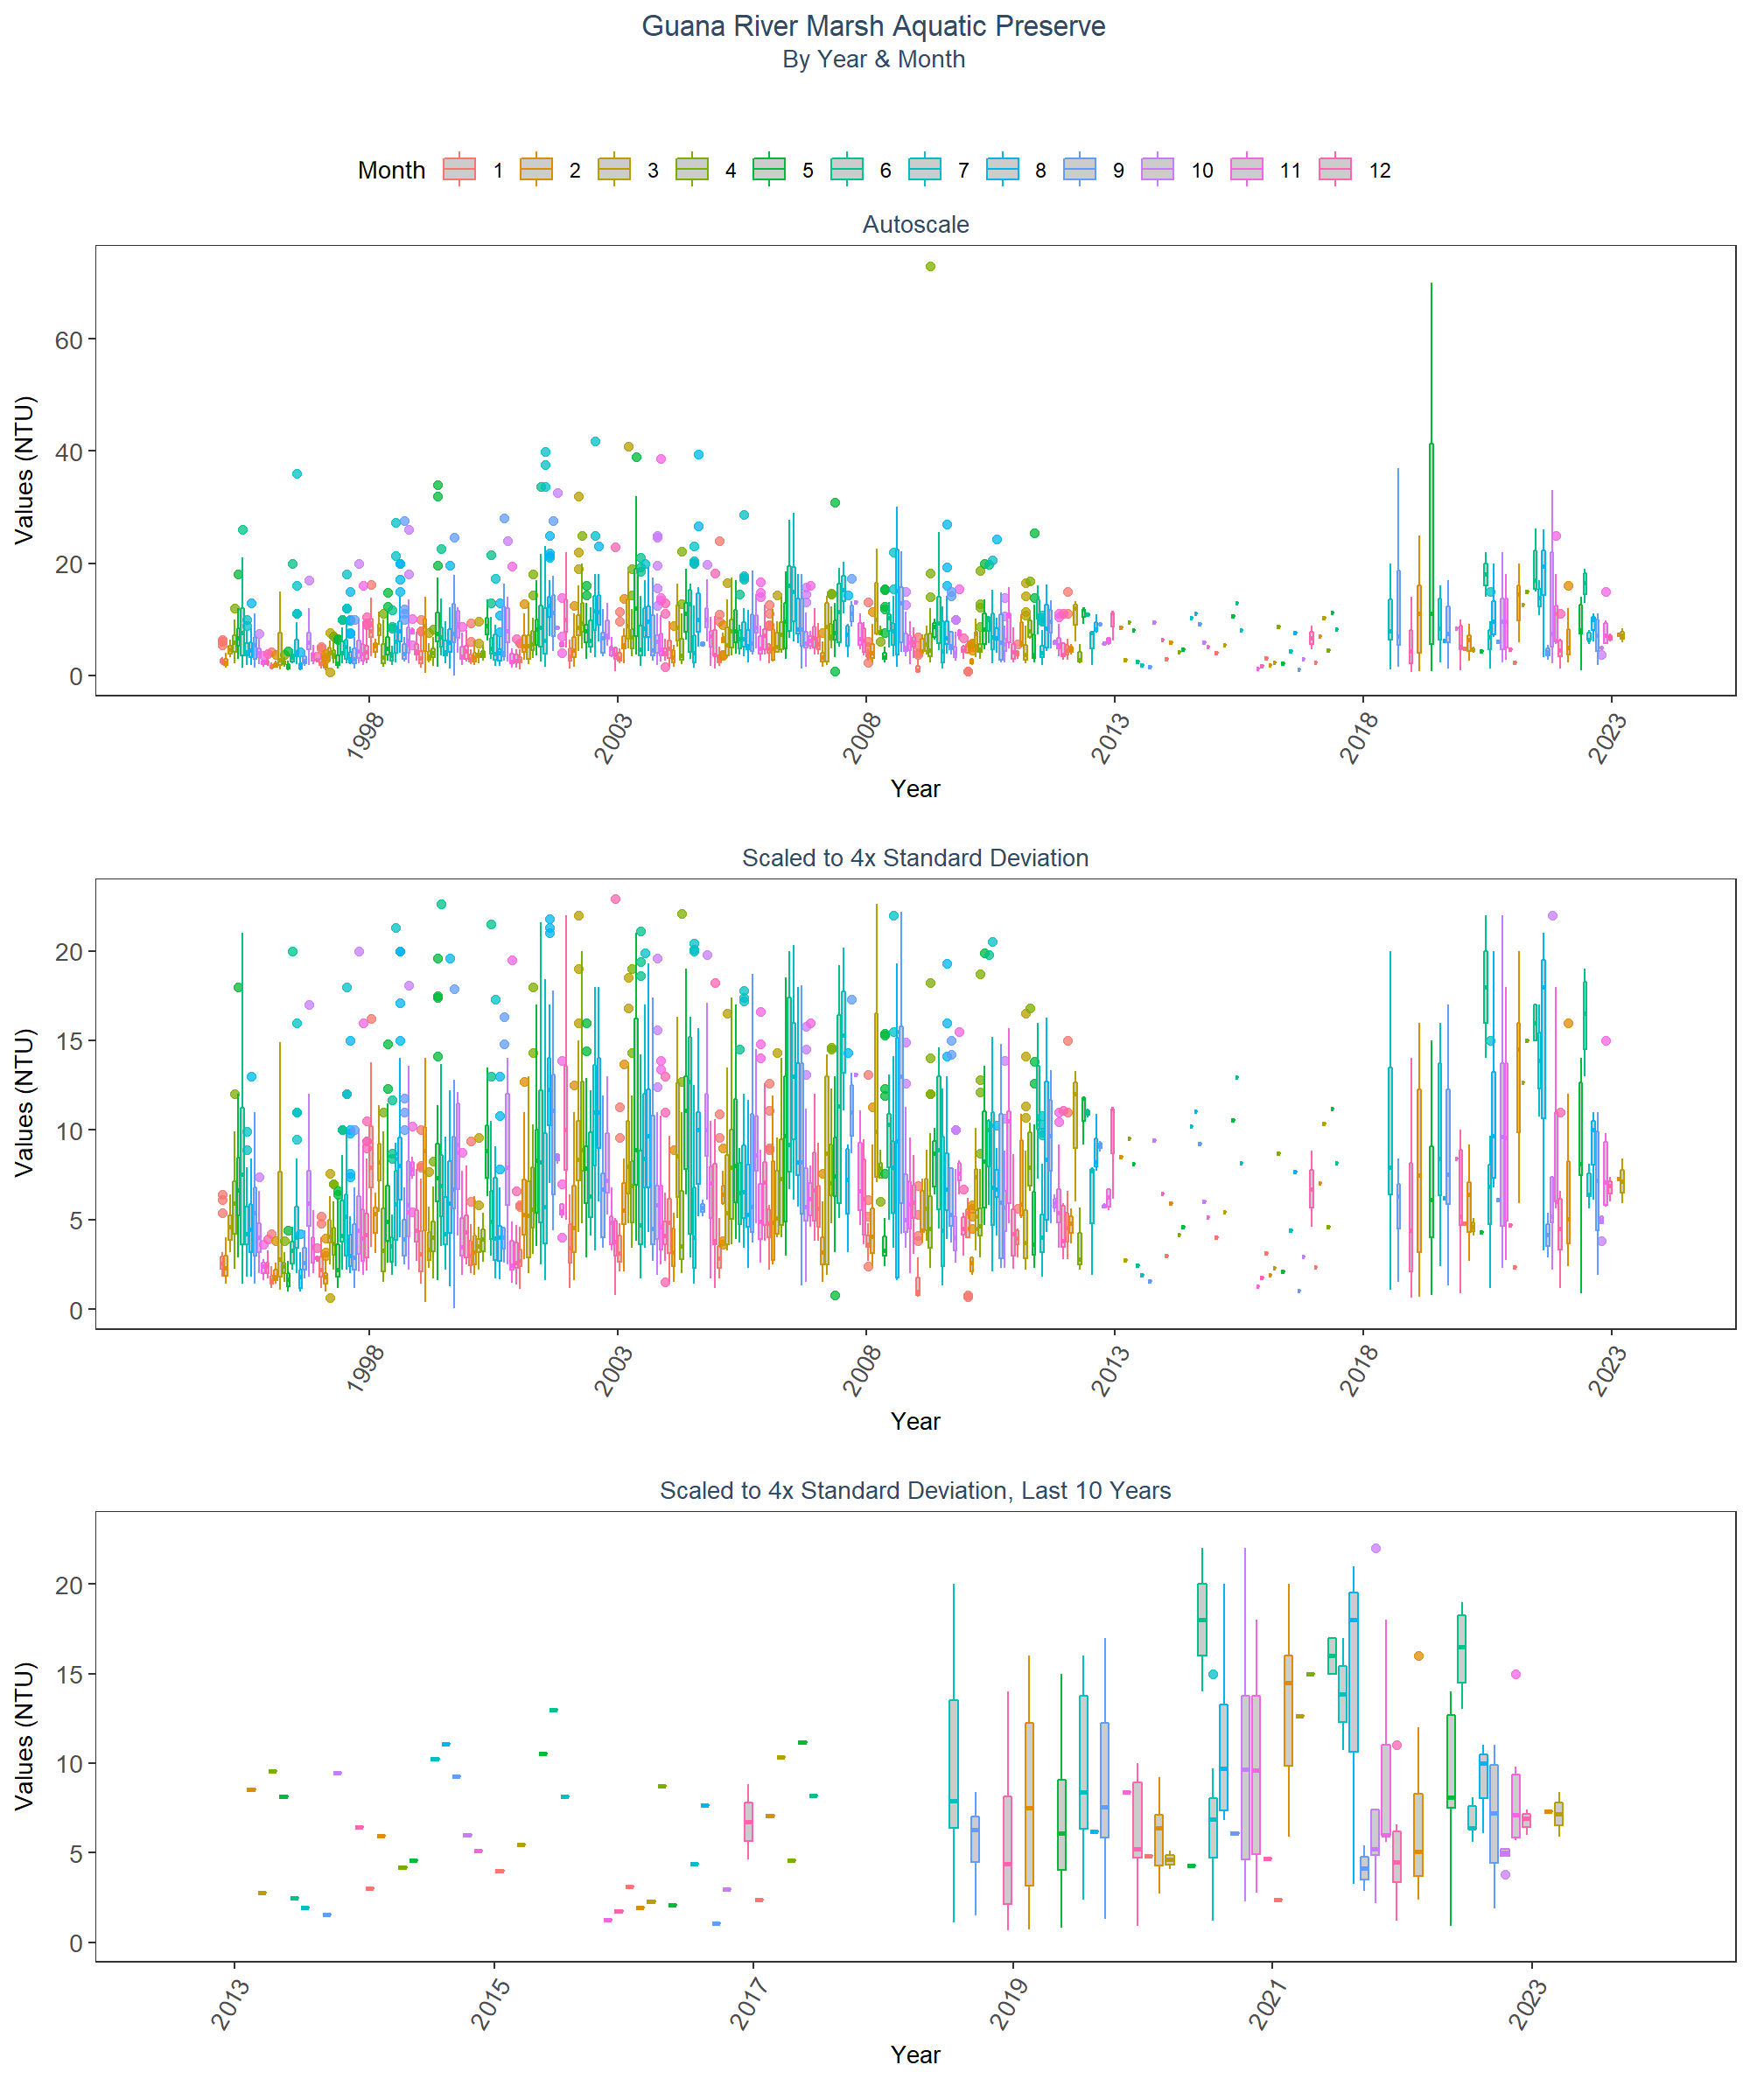 Guana River Marsh Aquatic Preserve
By Year & Month
Month 1 2 3 4 5 6 7 8 9 10 11 12
Autoscale
Values (NTU)
60
40
20
0
1998 2003 2008 2013 2018 2023
Year
Scaled to 4x Standard Deviation
Values (NTU)
20
15
10
5
0
1998 2003 2008 2013 2018 2023
Year
Scaled to 4x Standard Deviation, Last 10 Years
Values (NTU)
20
15
10
5
0
2013 2015 2017 2019 2021 2023
Year